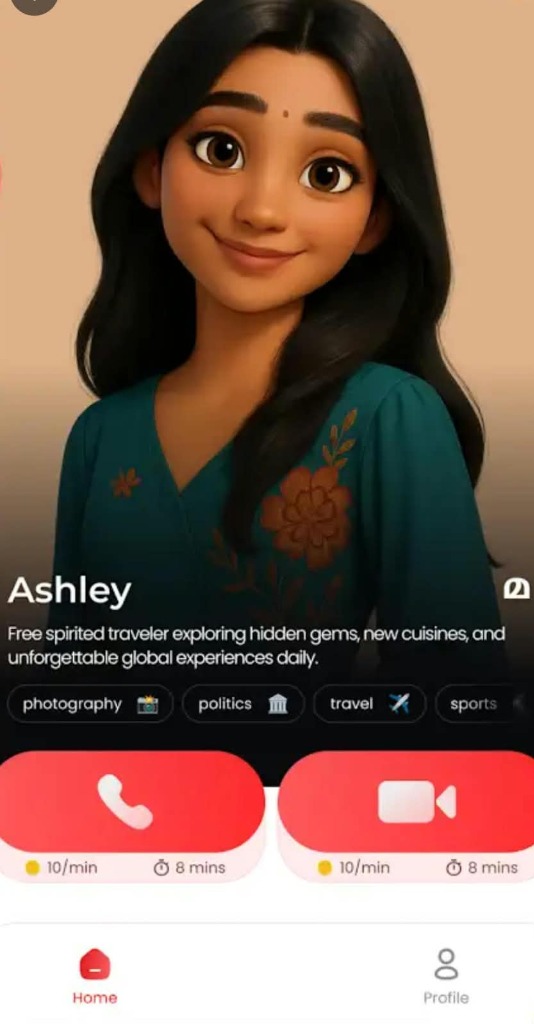 Ashley
മ
Free spirited traveler exploring hidden gems, new cuisines, and
unforgettable global experiences daily.
photography 📸 politics 🏛️ travel ✈️ sports
10/min 8 mins 10/min 8 mins
Home Profile